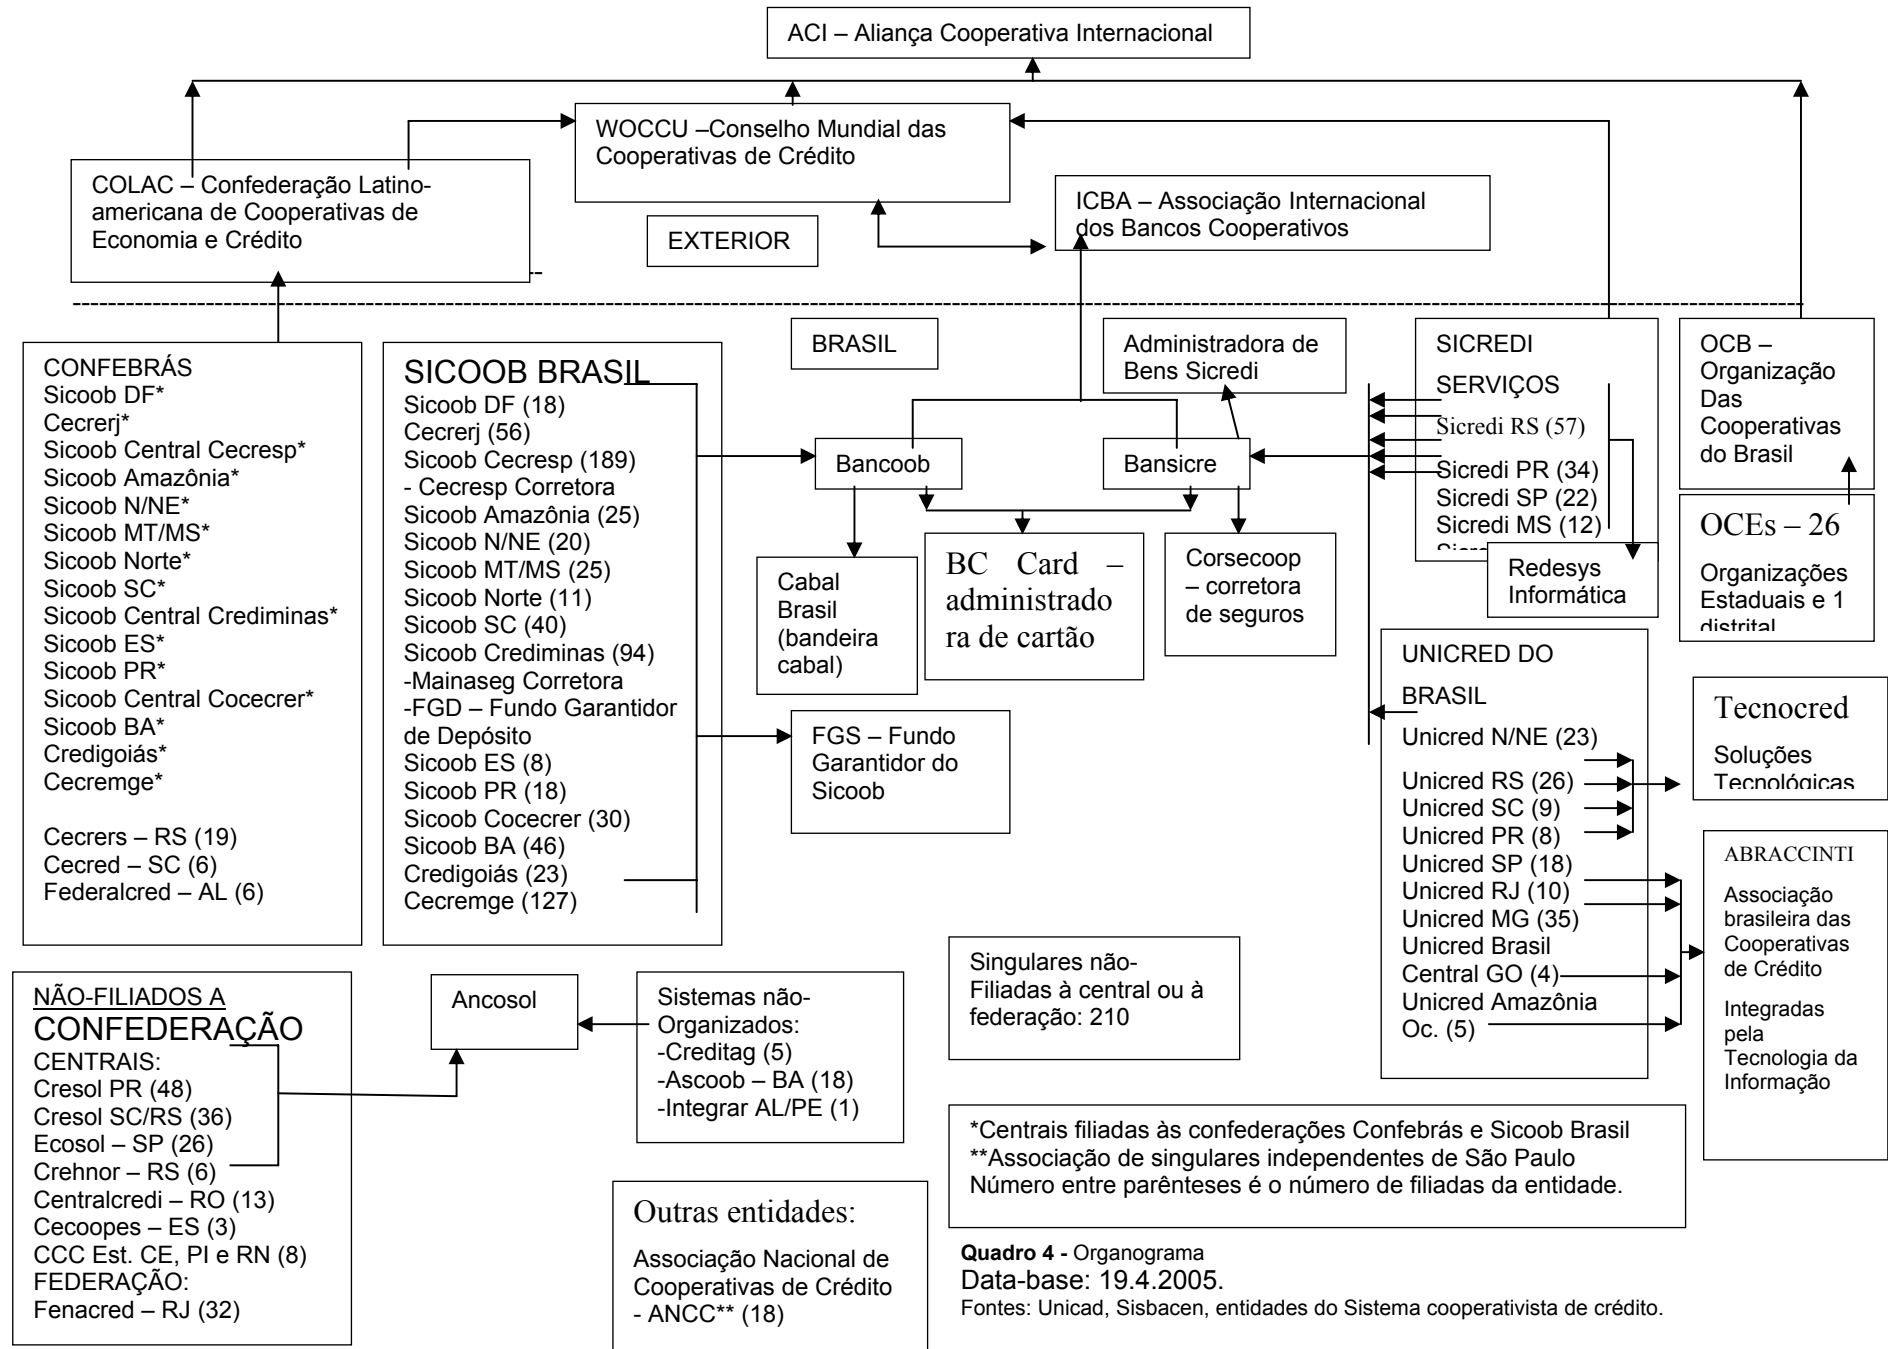 ACI – Aliança Cooperativa Internacional
WOCCU –Conselho Mundial das
Cooperativas de Crédito
COLAC – Confederação Latino-
americana de Cooperativas de
Economia e Crédito
EXTERIOR
ICBA – Associação Internacional
dos Bancos Cooperativos
CONFEBRÁS
Sicoob DF*
Cecrerj*
Sicoob Central Cecresp*
Sicoob Amazônia*
Sicoob N/NE*
Sicoob MT/MS*
Sicoob Norte*
Sicoob SC*
Sicoob Central Crediminas*
Sicoob ES*
Sicoob PR*
Sicoob Central Cocecrer*
Sicoob BA*
Credigoiás*
Cecremge*
Cecrers – RS (19)
Cecred – SC (6)
Federalcred – AL (6)
SICOOB BRASIL
Sicoob DF (18)
Cecrerj (56)
Sicoob Cecresp (189)
- Cecresp Corretora
Sicoob Amazônia (25)
Sicoob N/NE (20)
Sicoob MT/MS (25)
Sicoob Norte (11)
Sicoob SC (40)
Sicoob Crediminas (94)
-Mainaseg Corretora
-FGD – Fundo Garantidor
de Depósito
Sicoob ES (8)
Sicoob PR (18)
Sicoob Cocecrer (30)
Sicoob BA (46)
Credigoiás (23)
Cecremge (127)
BRASIL
Administradora de
Bens Sicredi
Bancoob
Bansicre
Cabal
Brasil
(bandeira
cabal)
BC Card –
administrado
ra de cartão
Corsecoop
– corretora
de seguros
FGS – Fundo
Garantidor do
Sicoob
SICREDI
SERVIÇOS
Sicredi RS (57)
Sicredi PR (34)
Sicredi SP (22)
Sicredi MS (12)
Redesys
Informática
OCB –
Organização
Das
Cooperativas
do Brasil
OCEs – 26
Organizações
Estaduais e 1
distrital
UNICRED DO
BRASIL
Unicred N/NE (23)
Unicred RS (26)
Unicred SC (9)
Unicred PR (8)
Unicred SP (18)
Unicred RJ (10)
Unicred MG (35)
Unicred Brasil
Central GO (4)
Unicred Amazônia
Oc. (5)
Tecnocred
Soluções
Tecnológicas
ABRACCINTI
Associação
brasileira das
Cooperativas
de Crédito
Integradas
pela
Tecnologia da
Informação
NÃO-FILIADOS A
CONFEDERAÇÃO
CENTRAIS:
Cresol PR (48)
Cresol SC/RS (36)
Ecosol – SP (26)
Crehnor – RS (6)
Centralcredi – RO (13)
Cecoopes – ES (3)
CCC Est. CE, PI e RN (8)
FEDERAÇÃO:
Fenacred – RJ (32)
Ancosol
Sistemas não-
Organizados:
-Creditag (5)
-Ascoob – BA (18)
-Integrar AL/PE (1)
Outras entidades:
Associação Nacional de
Cooperativas de Crédito
- ANCC** (18)
Singulares não-
Filiadas à central ou à
federação: 210
*Centrais filiadas às confederações Confebrás e Sicoob Brasil
**Associação de singulares independentes de São Paulo
Número entre parênteses é o número de filiadas da entidade.
Quadro 4 - Organograma
Data-base: 19.4.2005.
Fontes: Unicad, Sisbacen, entidades do Sistema cooperativista de crédito.